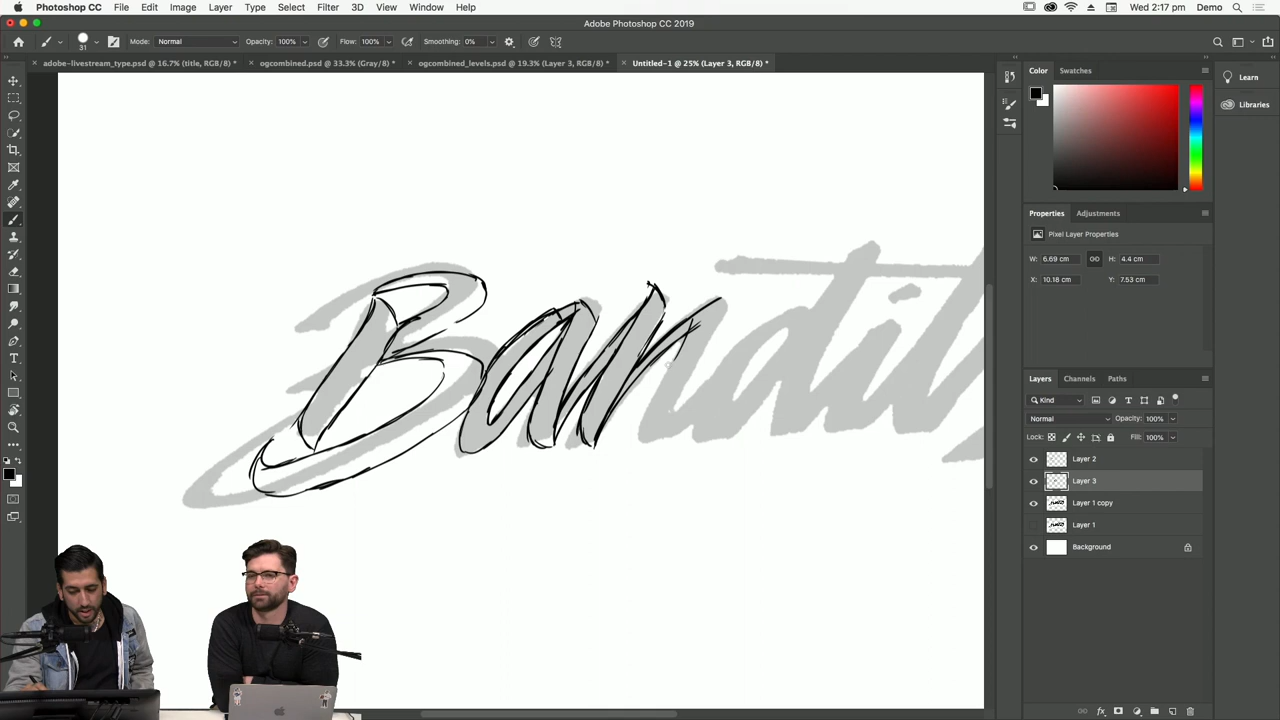 Photoshop CC File Edit Image Layer Type Select Filter 3D View Window Help Wed 2:17 pm Demo
Adobe Photoshop CC 2019
31 Mode: Normal Opacity: 100% Flow: 100% Smoothing: 0%
adobe-livestream_type.psd @ 16.7% (title, RGB/8) * ogcombined.psd @ 33.3% (Gray/8) * ogcombined_levels.psd @ 19.3% (Layer 3, RGB/8) * Untitled-1 @ 25% (Layer 3, RGB/8) *
Color Swatches
Learn
Libraries
Properties Adjustments
Pixel Layer Properties
W: 6.69 cm H: 4.4 cm
X: 10.18 cm Y: 7.53 cm
Bandit
Ban
Layers Channels Paths
Kind
Normal Opacity: 100%
Lock: Fill: 100%
Layer 2
Layer 3
Layer 1 copy
Layer 1
Background